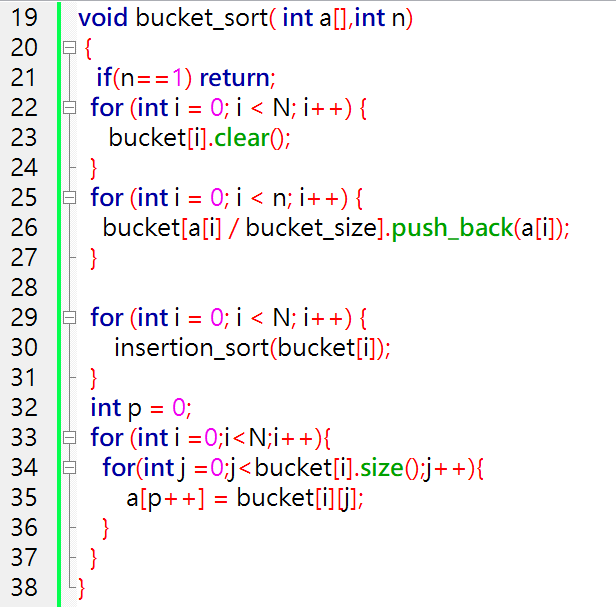 19 void bucket_sort( int a[],int n)
20 {
21 if(n==1) return;
22 for (int i = 0; i < N; i++) {
23 bucket[i].clear();
24 }
25 for (int i = 0; i < n; i++) {
26 bucket[a[i] / bucket_size].push_back(a[i]);
27 }
28
29 for (int i = 0; i < N; i++) {
30 insertion_sort(bucket[i]);
31 }
32 int p = 0;
33 for (int i =0;i<N;i++){
34 for(int j =0;j<bucket[i].size();j++){
35 a[p++] = bucket[i][j];
36 }
37 }
38 }